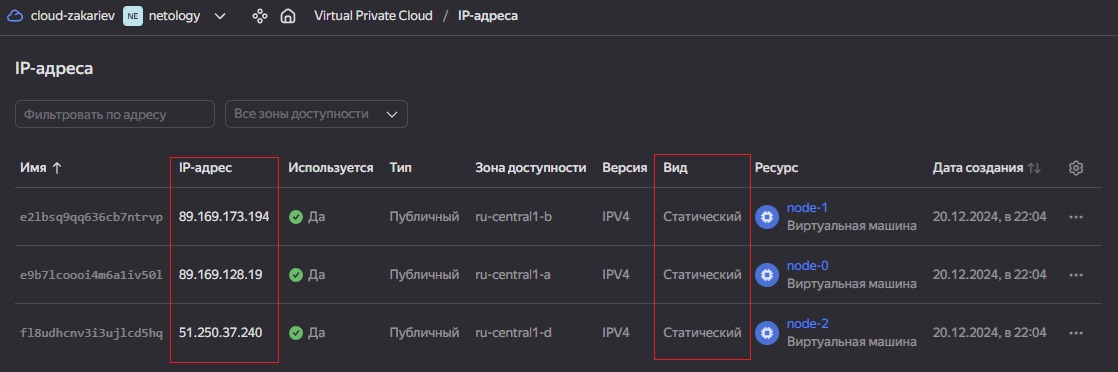 cloud-zakariev NE netology Virtual Private Cloud / IP-адреса
IP-адреса
Фильтровать по адресу Все зоны доступности
Имя ↑ IP-адрес Используется Тип Зона доступности Версия Вид Ресурс Дата создания ↑↓
e2lbsq9qq636cb7ntrvp 89.169.173.194 Да Публичный ru-central1-b IPV4 Статический node-1 20.12.2024, в 22:04
Виртуальная машина
e9b7lcoooi4m6a1iv50l 89.169.128.19 Да Публичный ru-central1-a IPV4 Статический node-0 20.12.2024, в 22:04
Виртуальная машина
fl8udhcnv3i3ujlcd5hq 51.250.37.240 Да Публичный ru-central1-d IPV4 Статический node-2 20.12.2024, в 22:04
Виртуальная машина